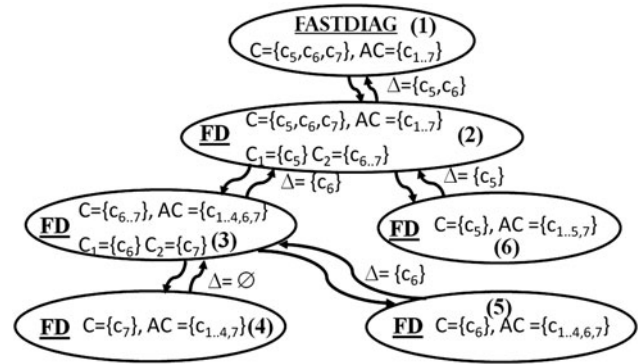 FASTDIAG (1)
C={c₅,c₆,c₇}, AC={c₁..₇}
Δ={c₅,c₆}
C={c₅,c₆,c₇}, AC ={c₁..₇}
FD (2)
C₁={c₅} C₂={c₆..₇}
Δ= {c₆}
Δ= {c₅}
C={c₆..₇}, AC ={c₁..₄,₆,₇}
FD
C₁={c₆} C₂={c₇} (3)
FD C={c₅}, AC={c₁..₅,₇}
(6)
Δ= ∅
Δ= {c₆}
FD C={c₇}, AC ={c₁..₄,₇} (4)
(5)
FD C={c₆}, AC={c₁..₄,₆,₇}